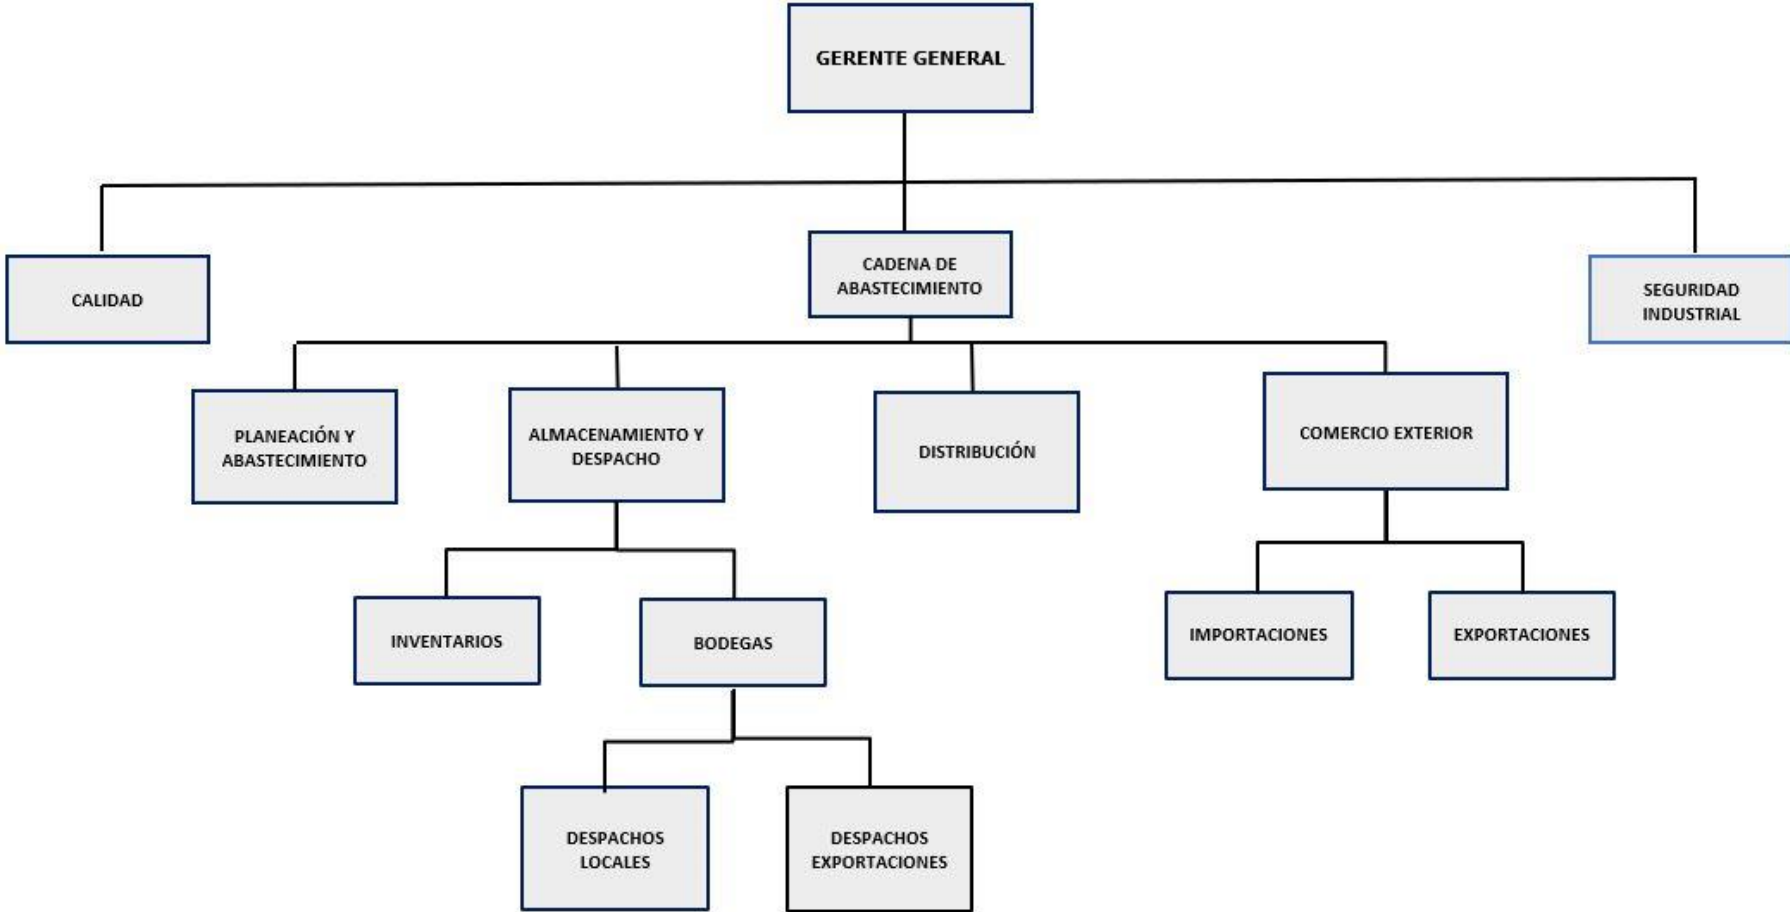 GERENTE GENERAL
CALIDAD
CADENA DE
ABASTECIMIENTO
SEGURIDAD
INDUSTRIAL
PLANEACIÓN Y
ABASTECIMIENTO
ALMACENAMIENTO Y
DESPACHO
DISTRIBUCIÓN
COMERCIO EXTERIOR
INVENTARIOS
BODEGAS
IMPORTACIONES
EXPORTACIONES
DESPACHOS
LOCALES
DESPACHOS
EXPORTACIONES